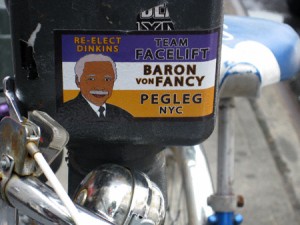 RE-ELECT
DINKINS
TEAM
FACELIFT
BARON
VON FANCY
PEGLEG
NYC